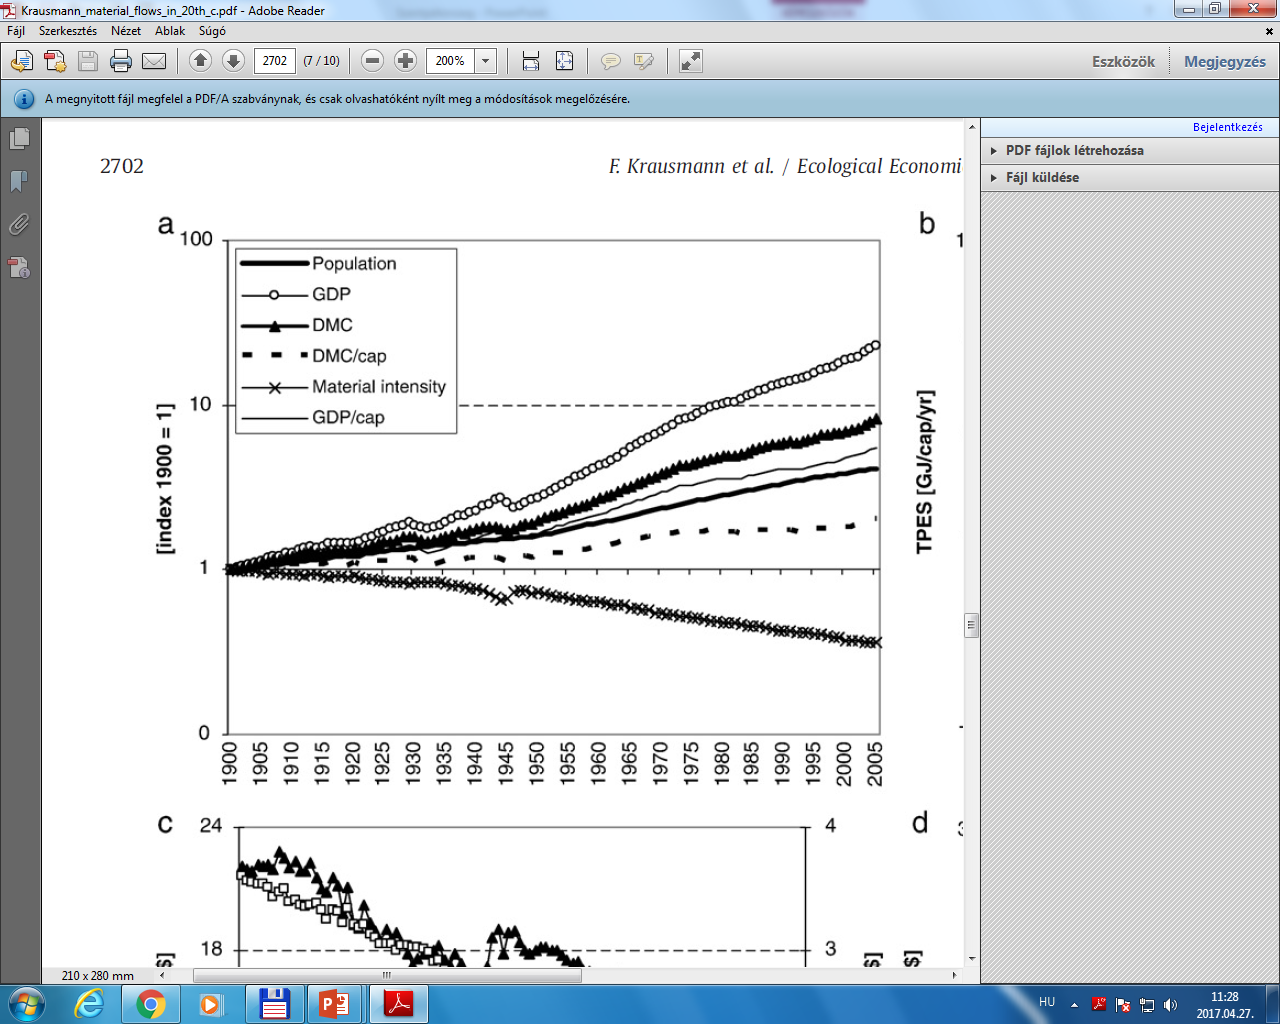 Krausmann_material_flows_in_20th_c.pdf - Adobe Reader
Fájl Szerkesztés Nézet Ablak Súgó
2702 (7 / 10) 200% Eszközök Megjegyzés
A megnyitott fájl megfelel a PDF/A szabványnak, és csak olvashatóként nyílt meg a módosítások megelőzésére.
Bejelentkezés
PDF fájlok létrehozása
Fájl küldése
2702 F. Krausmann et al. / Ecological Economi
a
100
10
1
0
[index 1900 = 1]
Population
GDP
DMC
DMC/cap
Material intensity
GDP/cap
1900 1905 1910 1915 1920 1925 1930 1935 1940 1945 1950 1955 1960 1965 1970 1975 1980 1985 1990 1995 2000 2005
b
TPES [GJ/cap/yr]
c
24
18
4
3
d
$]
$]
$]
210 x 280 mm
HU
11:28
2017.04.27.